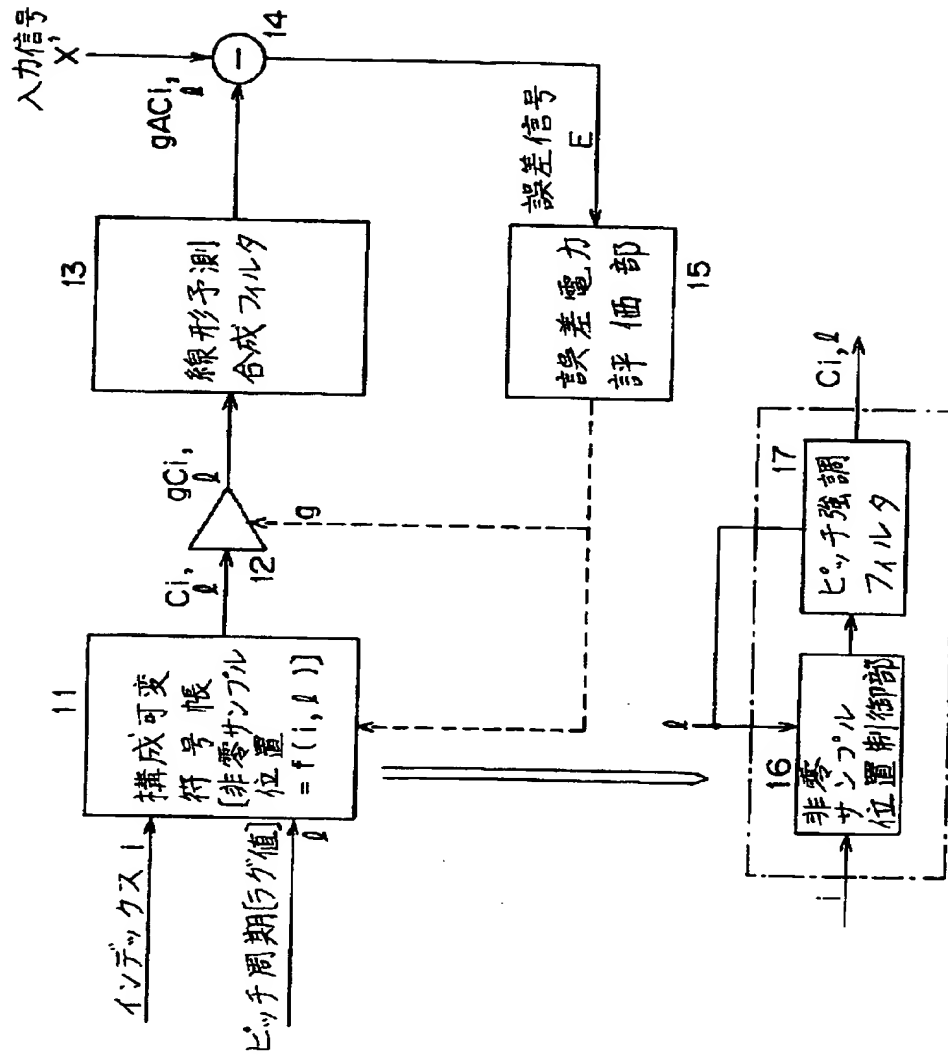 インデックス i
ピッチ周期[ラグ値]
ℓ
11
構成可変
符号帳
[非零サンプル
位置
= f(i, ℓ)]
Ci,
ℓ
12
g
gCi,
ℓ
13
線形予測
合成フィルタ
gACi,
ℓ
入力信号
X'
−
14
誤差信号
E
誤差電力
評価部
15
i
ℓ
16
非零
サンプル
位置制御部
17
ピッチ強調
フィルタ
Ci, ℓ